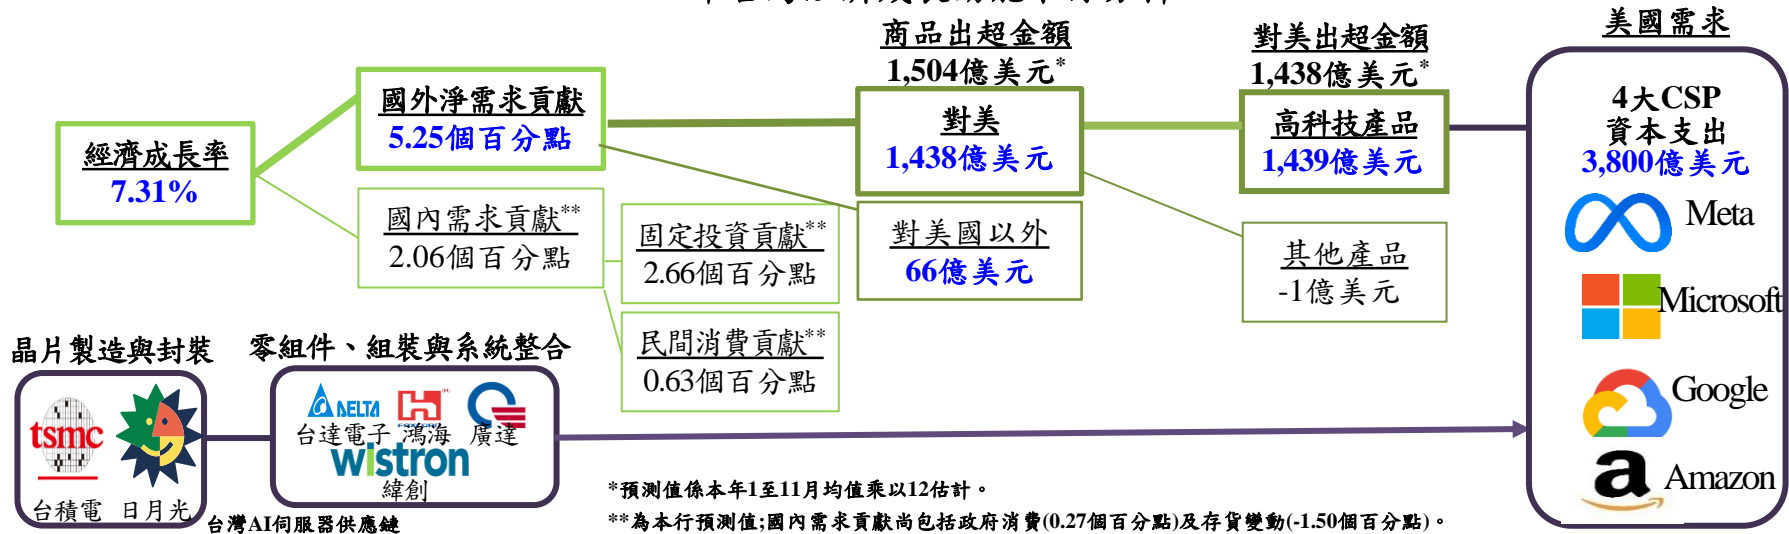 商品出超金額
1,504億美元*
對美出超金額
1,438億美元*
美國需求
經濟成長率
7.31%
國外淨需求貢獻
5.25個百分點
對美
1,438億美元
高科技產品
1,439億美元
4大CSP
資本支出
3,800億美元
Meta
Microsoft
Google
Amazon
國內需求貢獻**
2.06個百分點
固定投資貢獻**
2.66個百分點
對美國以外
66億美元
其他產品
-1億美元
民間消費貢獻**
0.63個百分點
晶片製造與封裝
tsmc
台積電
日月光
零組件、組裝與系統整合
DELTA
台達電子
鴻海
廣達
wistron
緯創
台灣AI伺服器供應鏈
*預測值係本年1至11月均值乘以12估計。
**為本行預測值;國內需求貢獻尚包括政府消費(0.27個百分點)及存貨變動(-1.50個百分點)。